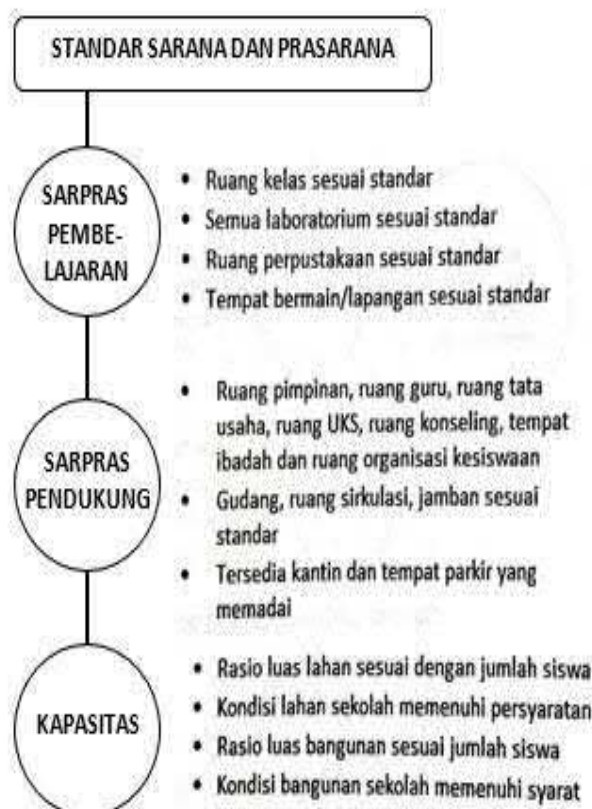 STANDAR SARANA DAN PRASARANA
SARPRAS
PEMBE-
LAJARAN
• Ruang kelas sesuai standar
• Semua laboratorium sesuai standar
• Ruang perpustakaan sesuai standar
• Tempat bermain/lapangan sesuai standar
SARPRAS
PENDUKUNG
• Ruang pimpinan, ruang guru, ruang tata
usaha, ruang UKS, ruang konseling, tempat
ibadah dan ruang organisasi kesiswaan
• Gudang, ruang sirkulasi, jamban sesuai
standar
• Tersedia kantin dan tempat parkir yang
memadai
KAPASITAS
• Rasio luas lahan sesuai dengan jumlah siswa
• Kondisi lahan sekolah memenuhi persyaratan
• Rasio luas bangunan sesuai jumlah siswa
• Kondisi bangunan sekolah memenuhi syarat